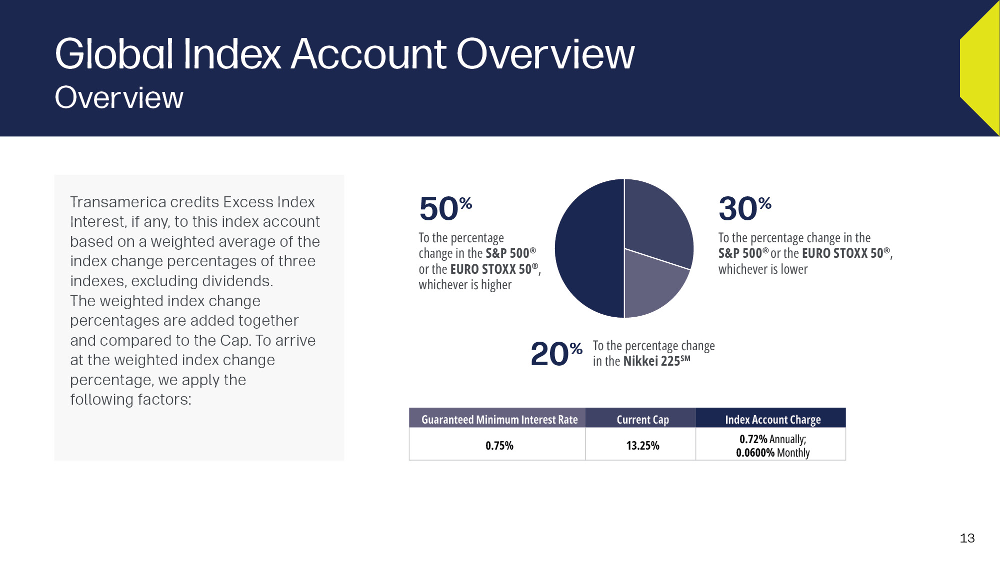 Global Index Account Overview
Overview
Transamerica credits Excess Index
Interest, if any, to this index account
based on a weighted average of the
index change percentages of three
indexes, excluding dividends.
The weighted index change
percentages are added together
and compared to the Cap. To arrive
at the weighted index change
percentage, we apply the
following factors:
50%
To the percentage
change in the S&P 500®
or the EURO STOXX 50®,
whichever is higher
30%
To the percentage change in the
S&P 500® or the EURO STOXX 50®,
whichever is lower
20%
To the percentage change
in the Nikkei 225℠
Guaranteed Minimum Interest Rate Current Cap Index Account Charge
0.75% 13.25% 0.72% Annually;
0.0600% Monthly
13